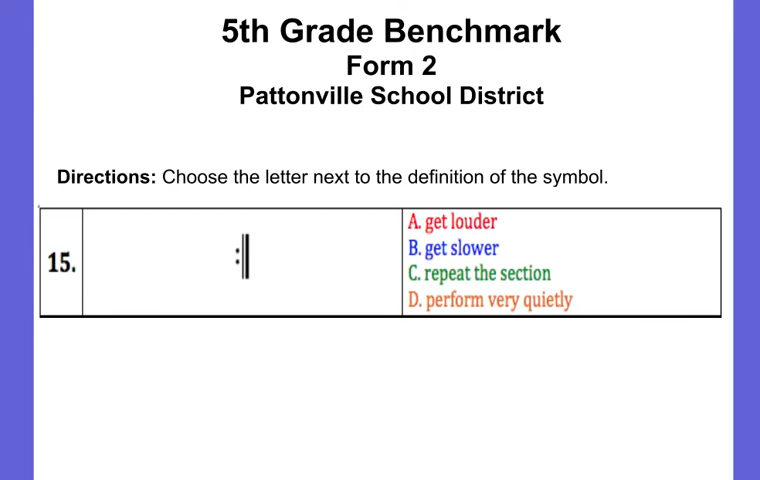 5th Grade Benchmark
Form 2
Pattonville School District
Directions: Choose the letter next to the definition of the symbol.
15.
A. get louder
B. get slower
C. repeat the section
D. perform very quietly